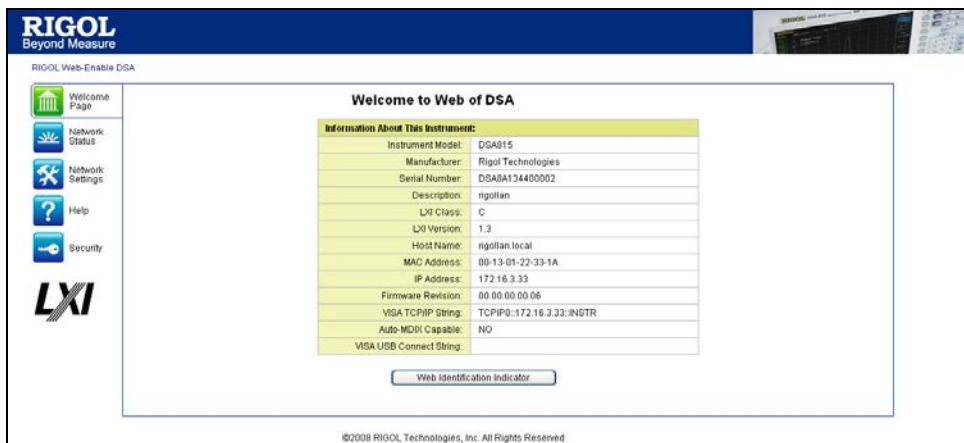 RIGOL
Beyond Measure
RIGOL Web-Enable DSA
Welcome Page
Network Status
Network Settings
Help
Security
LXI
Welcome to Web of DSA
Information About This Instrument:
Instrument Model: DSA815
Manufacturer: Rigol Technologies
Serial Number: DSA8A134400002
Description: rigollan
LXI Class: C
LXI Version: 1.3
Host Name: rigollan.local
MAC Address: 00-13-01-22-33-1A
IP Address: 172.16.3.33
Firmware Revision: 00.00.00.00.06
VISA TCP/IP String: TCPIP0::172.16.3.33::INSTR
Auto-MDIX Capable: NO
VISA USB Connect String:
Web Identification Indicator
©2008 RIGOL Technologies, Inc. All Rights Reserved